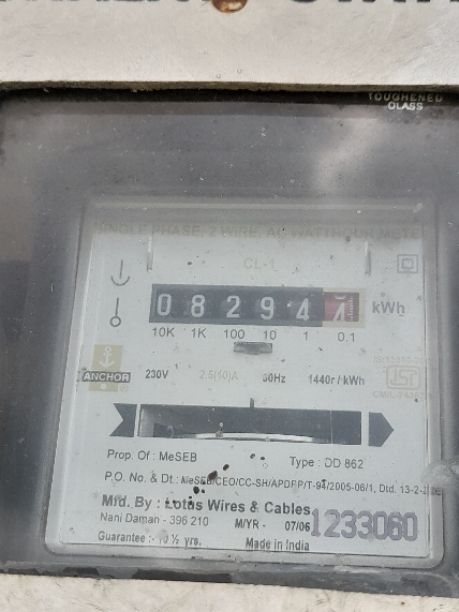 TOUGHENED
GLASS
SINGLE PHASE, 2 WIRE, AC WATTHOUR METER
CL-1
0 8 2 9 4 4 kWh
10K 1K 100 10 1 0.1
ANCHOR
230V 2.5(10)A 50Hz 1440r / kWh
Prop. Of : MeSEB Type : DD 862
P.O. No. & Dt.: MeSEB/CEO/CC-SH/APDRP/T-94/2005-06/1, Dtd. 13-2-
Mfd. By : Lotus Wires & Cables
Nani Daman - 396 210 M/YR - 07/06 1233060
Guarantee :- 10 ½ yrs. Made in India